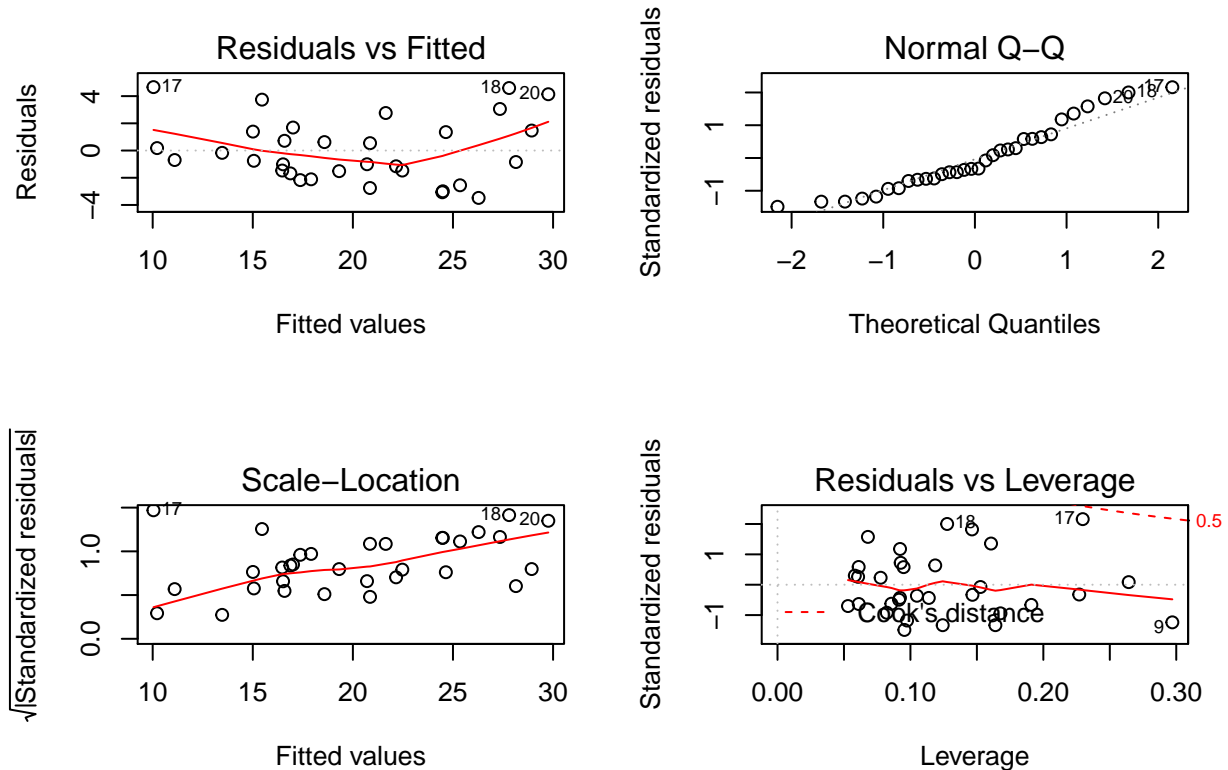 Residuals vs Fitted
Residuals
4
0
−4
17
18
20
10 15 20 25 30
Fitted values
Normal Q−Q
Standardized residuals
1
−1
17
18
20
−2 −1 0 1 2
Theoretical Quantiles
Scale−Location
√|Standardized residuals|
1.0
0.0
17
18
20
10 15 20 25 30
Fitted values
Residuals vs Leverage
Standardized residuals
1
−1
18
17
0.5
Cook's distance
9
0.00 0.10 0.20 0.30
Leverage